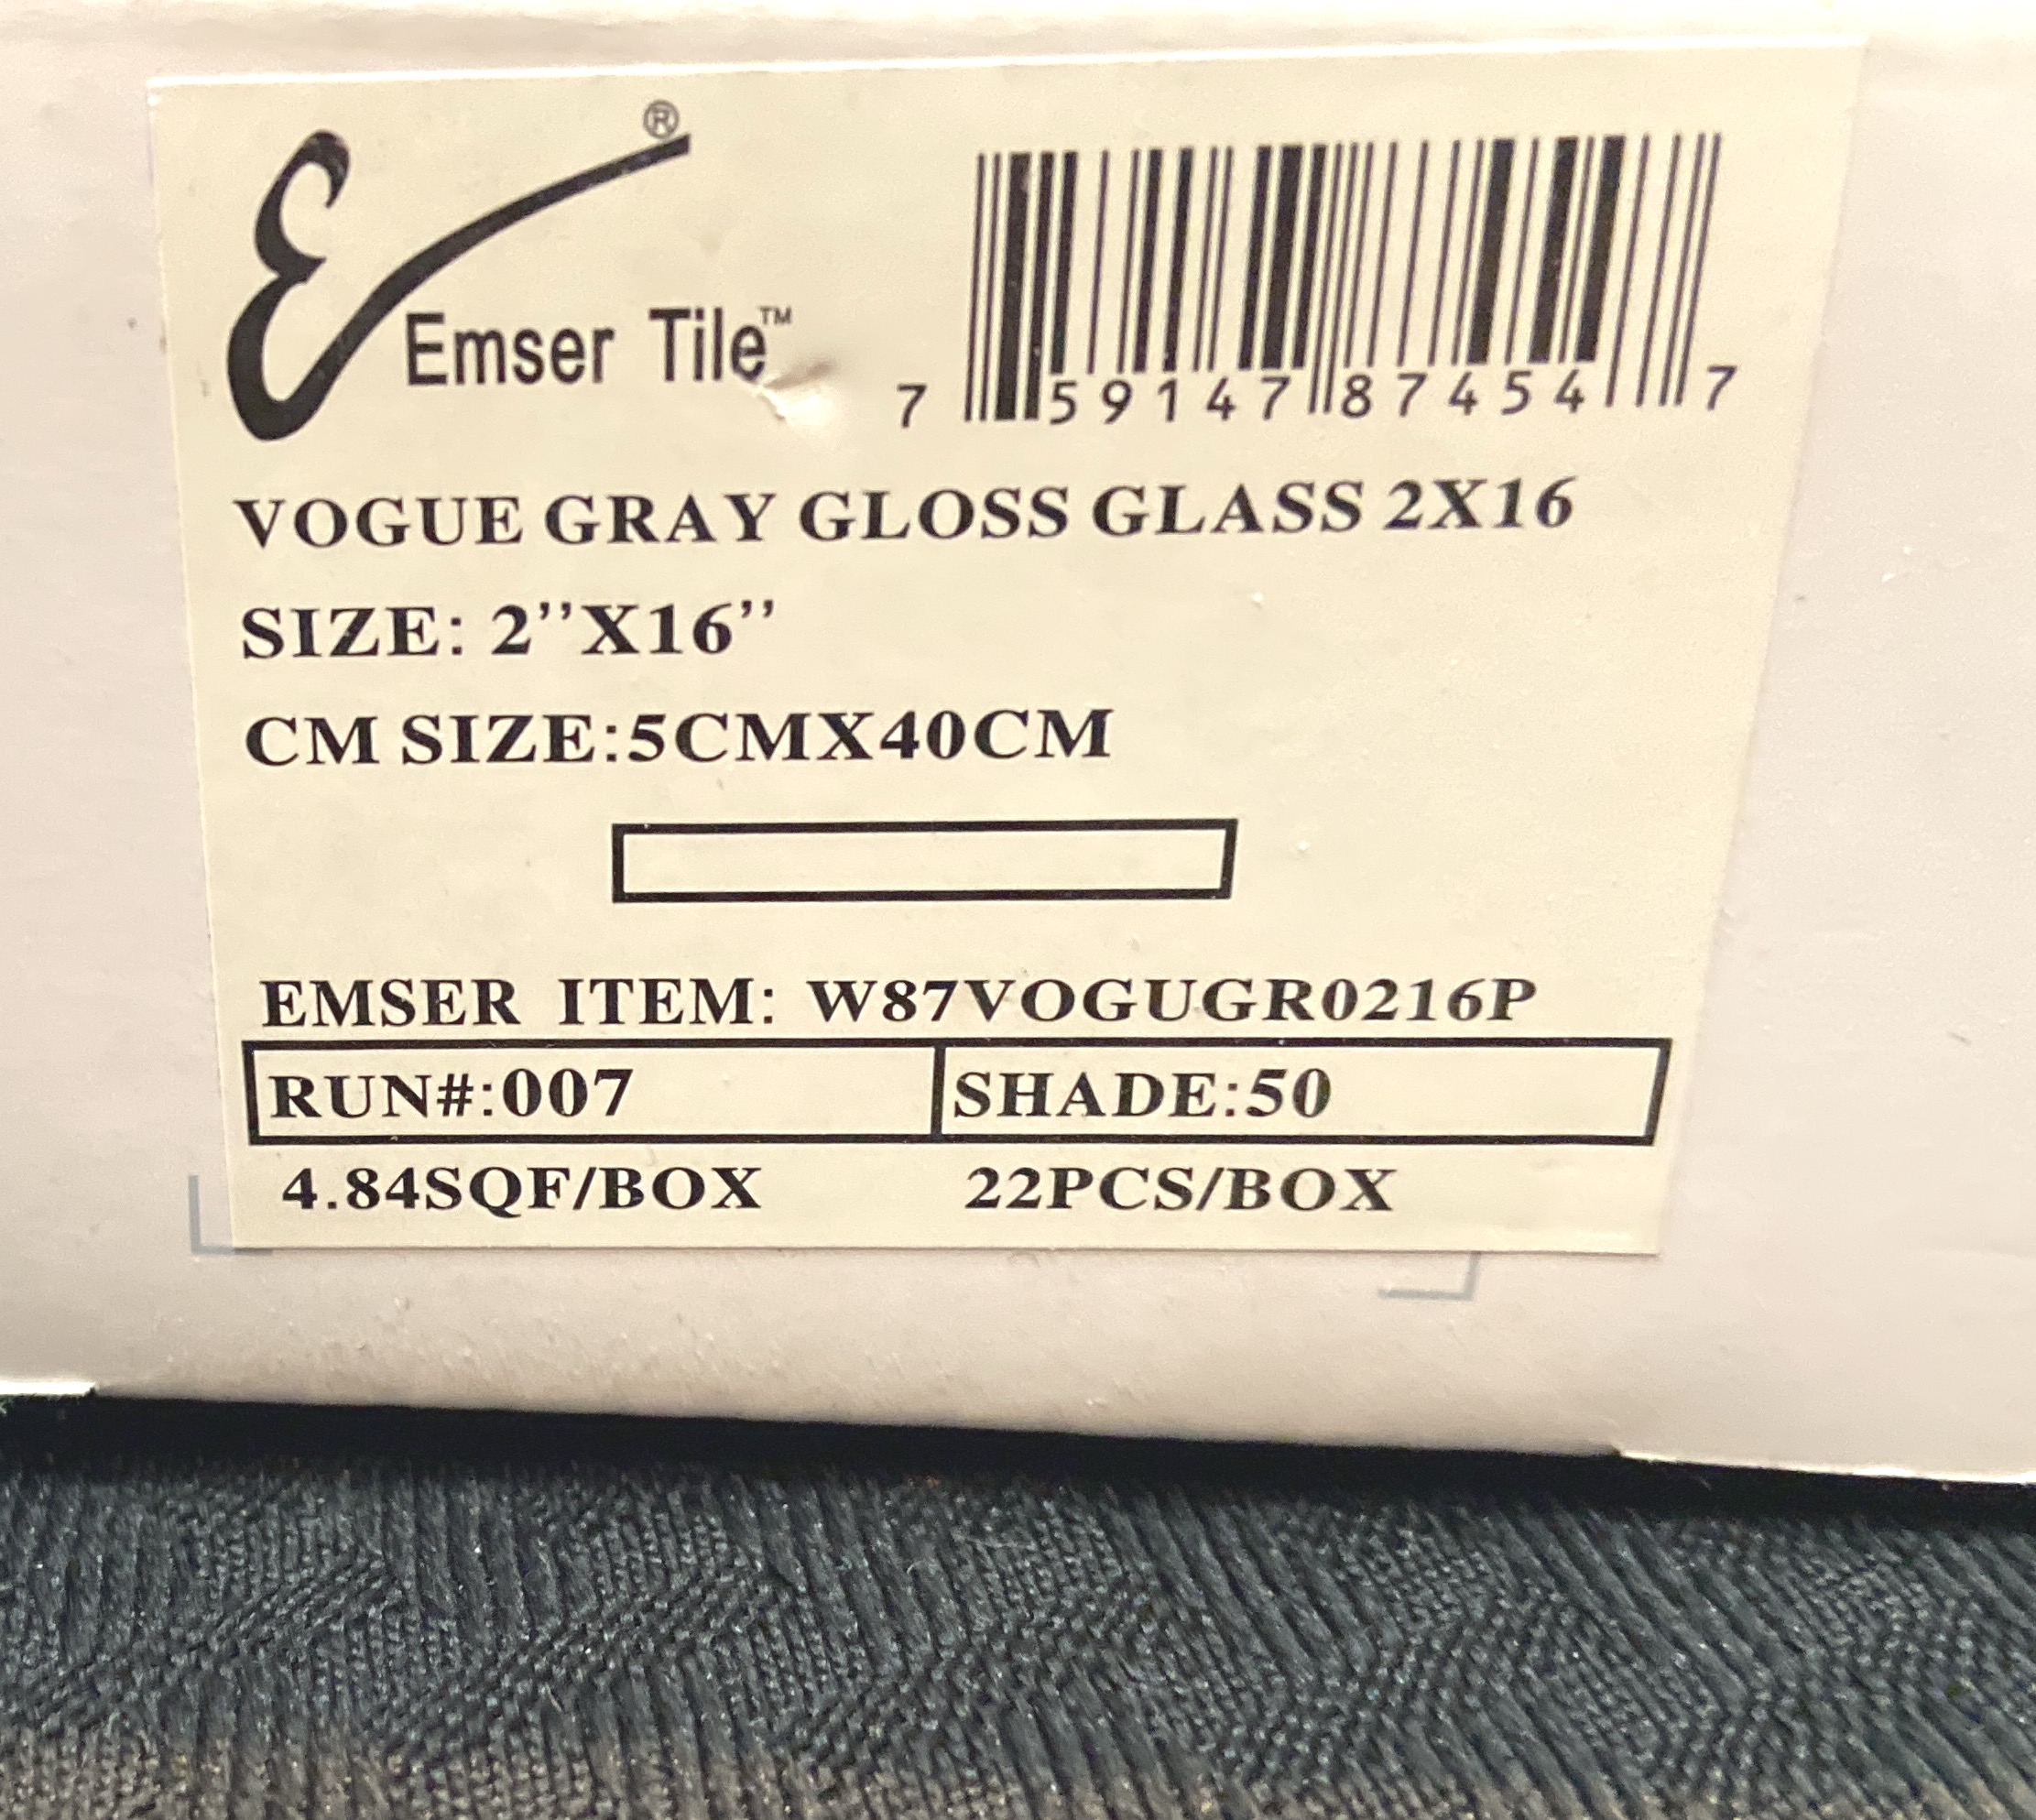 ®
Emser Tile™
7 59147 87454 7
VOGUE GRAY GLOSS GLASS 2X16
SIZE: 2”X16”
CM SIZE:5CMX40CM
EMSER ITEM: W87VOGUGR0216P
RUN#:007 SHADE:50
4.84SQF/BOX 22PCS/BOX